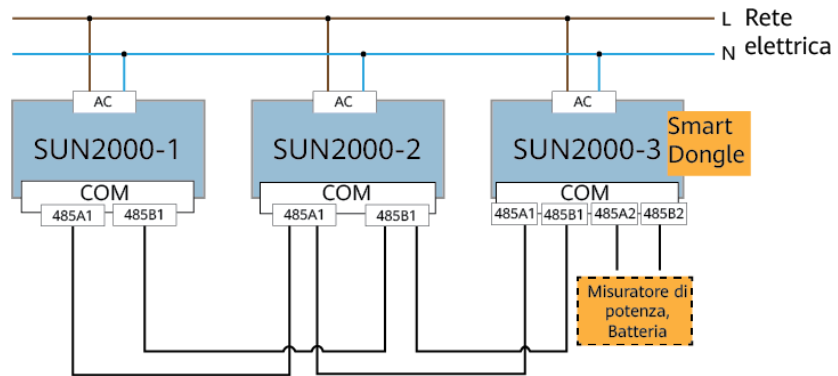 L Rete
N elettrica
AC
AC
AC
SUN2000-1
SUN2000-2
SUN2000-3
Smart
Dongle
COM
COM
COM
485A1
485B1
485A1
485B1
485A1
485B1
485A2
485B2
Misuratore di
potenza,
Batteria